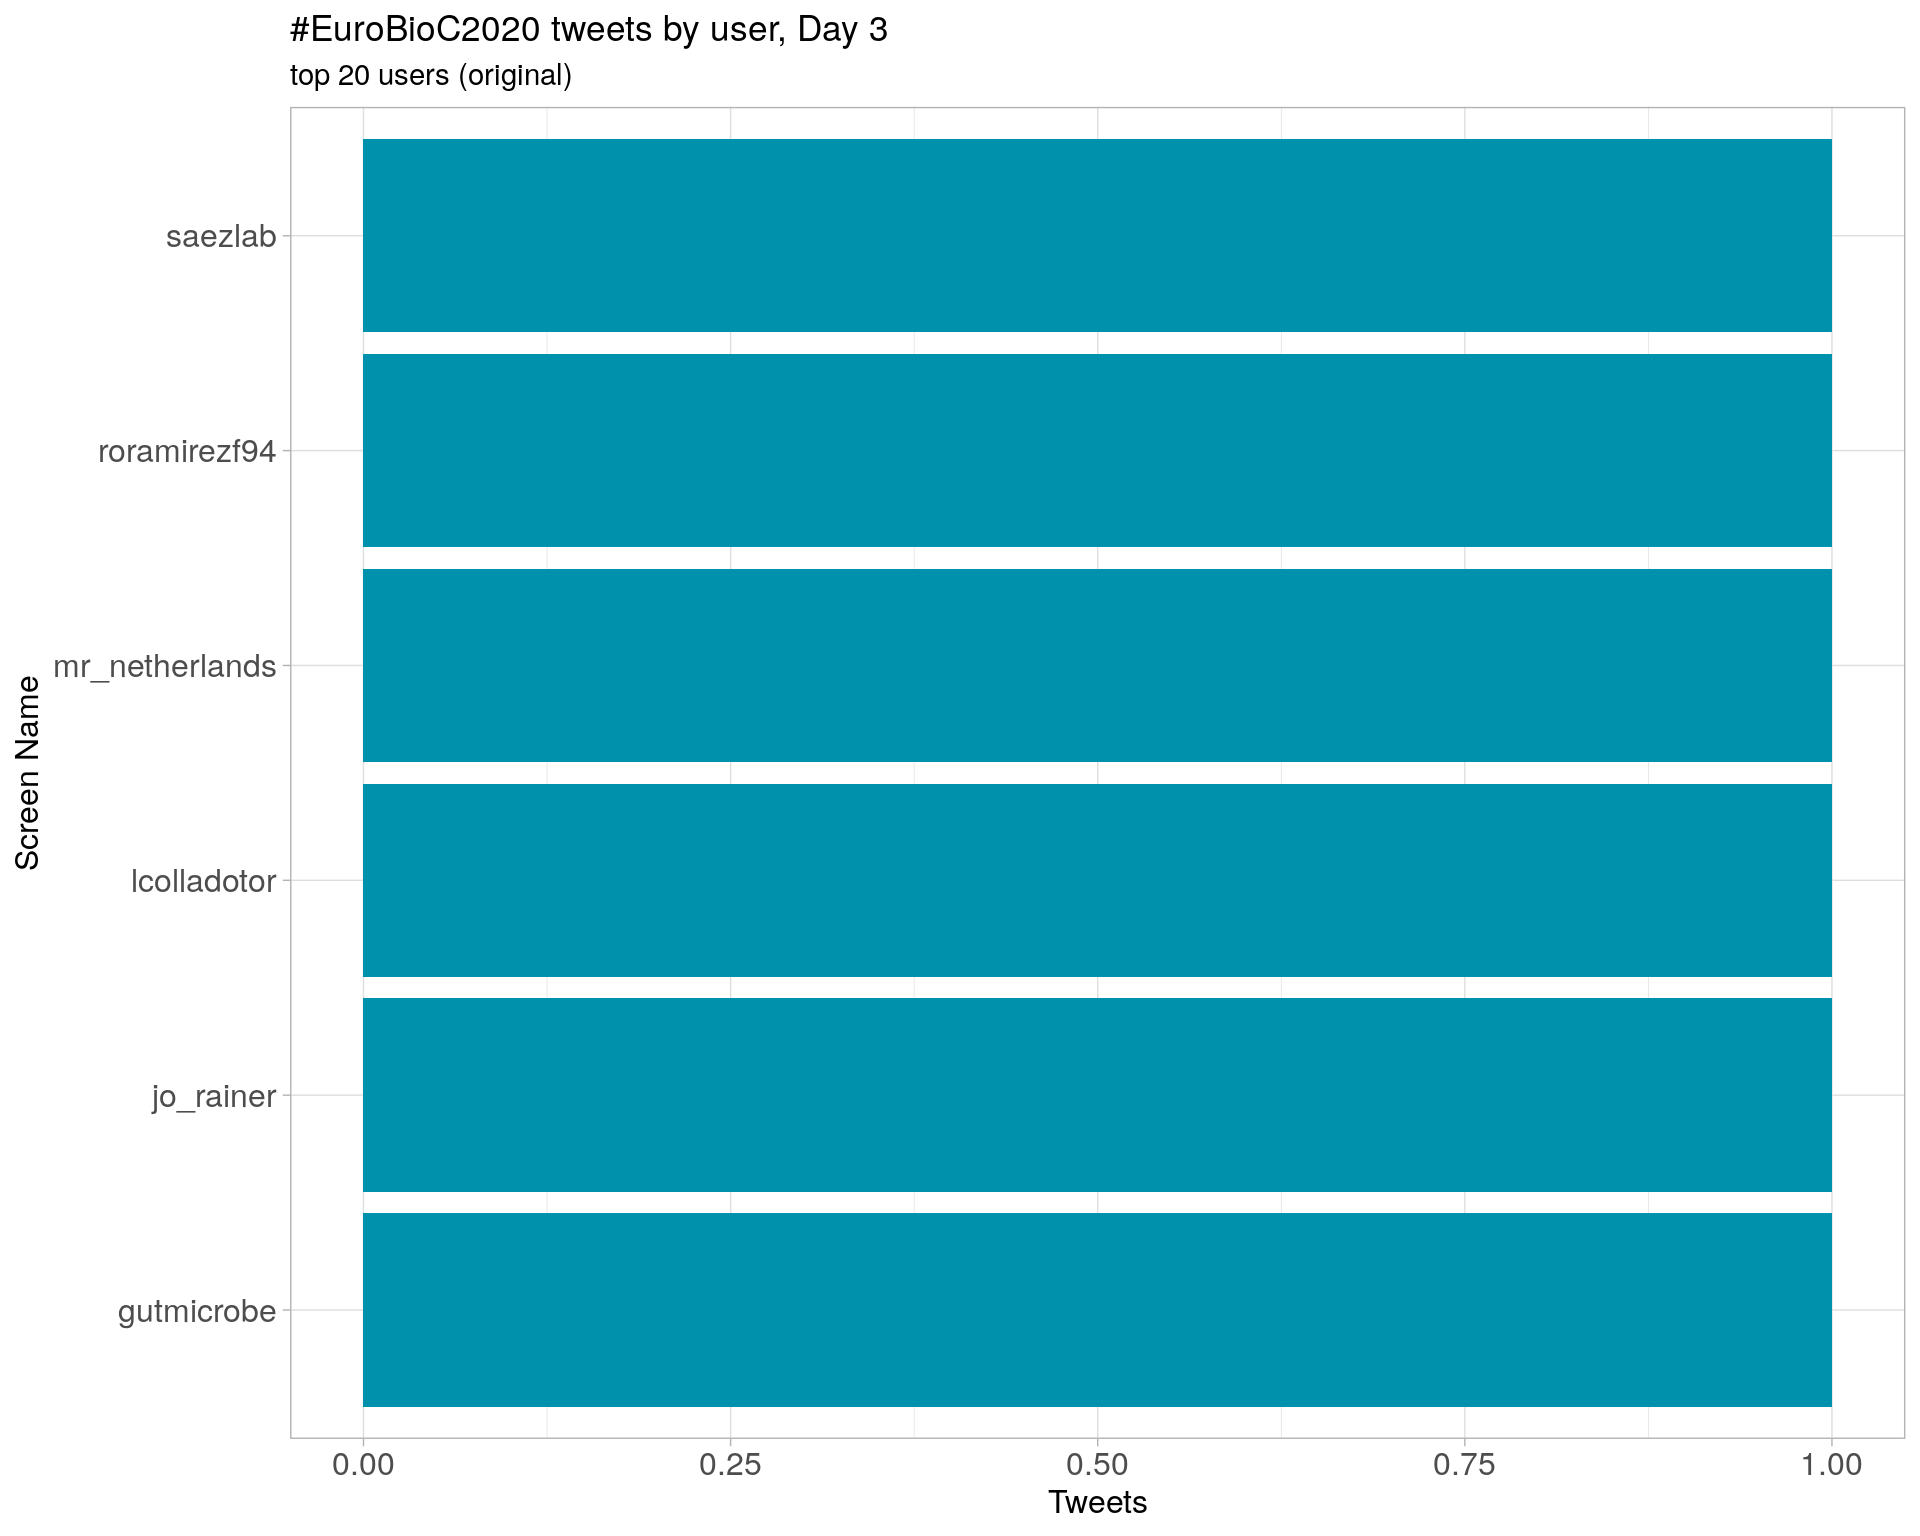 #EuroBioC2020 tweets by user, Day 3
top 20 users (original)
saezlab
roramirezf94
mr_netherlands
lcolladotor
jo_rainer
gutmicrobe
Screen Name
0.00 0.25 0.50 0.75 1.00
Tweets